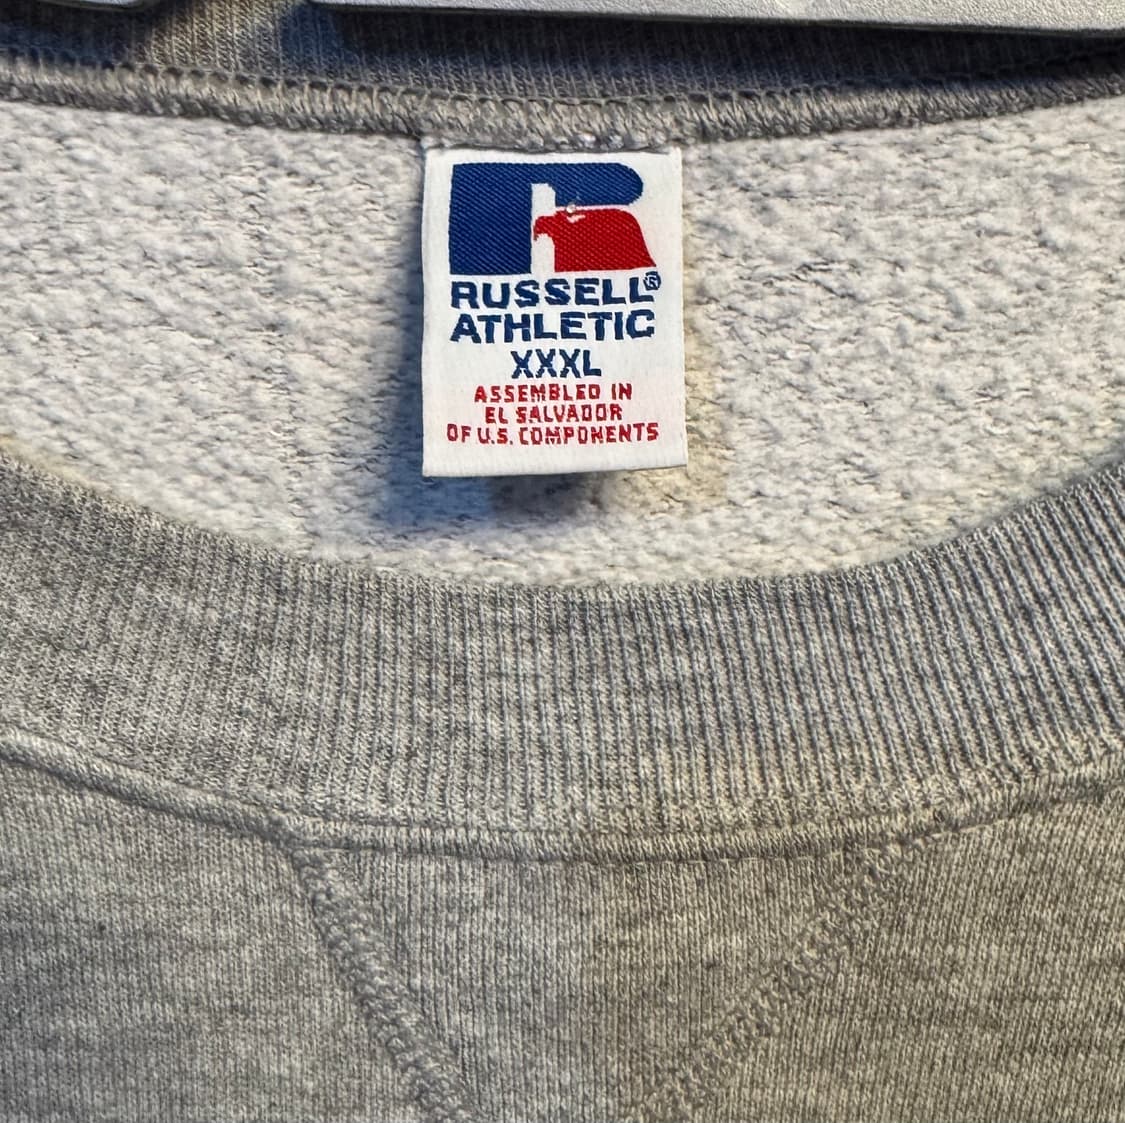 R
RUSSELL®
ATHLETIC
XXXL
ASSEMBLED IN
EL SALVADOR
OF U.S. COMPONENTS